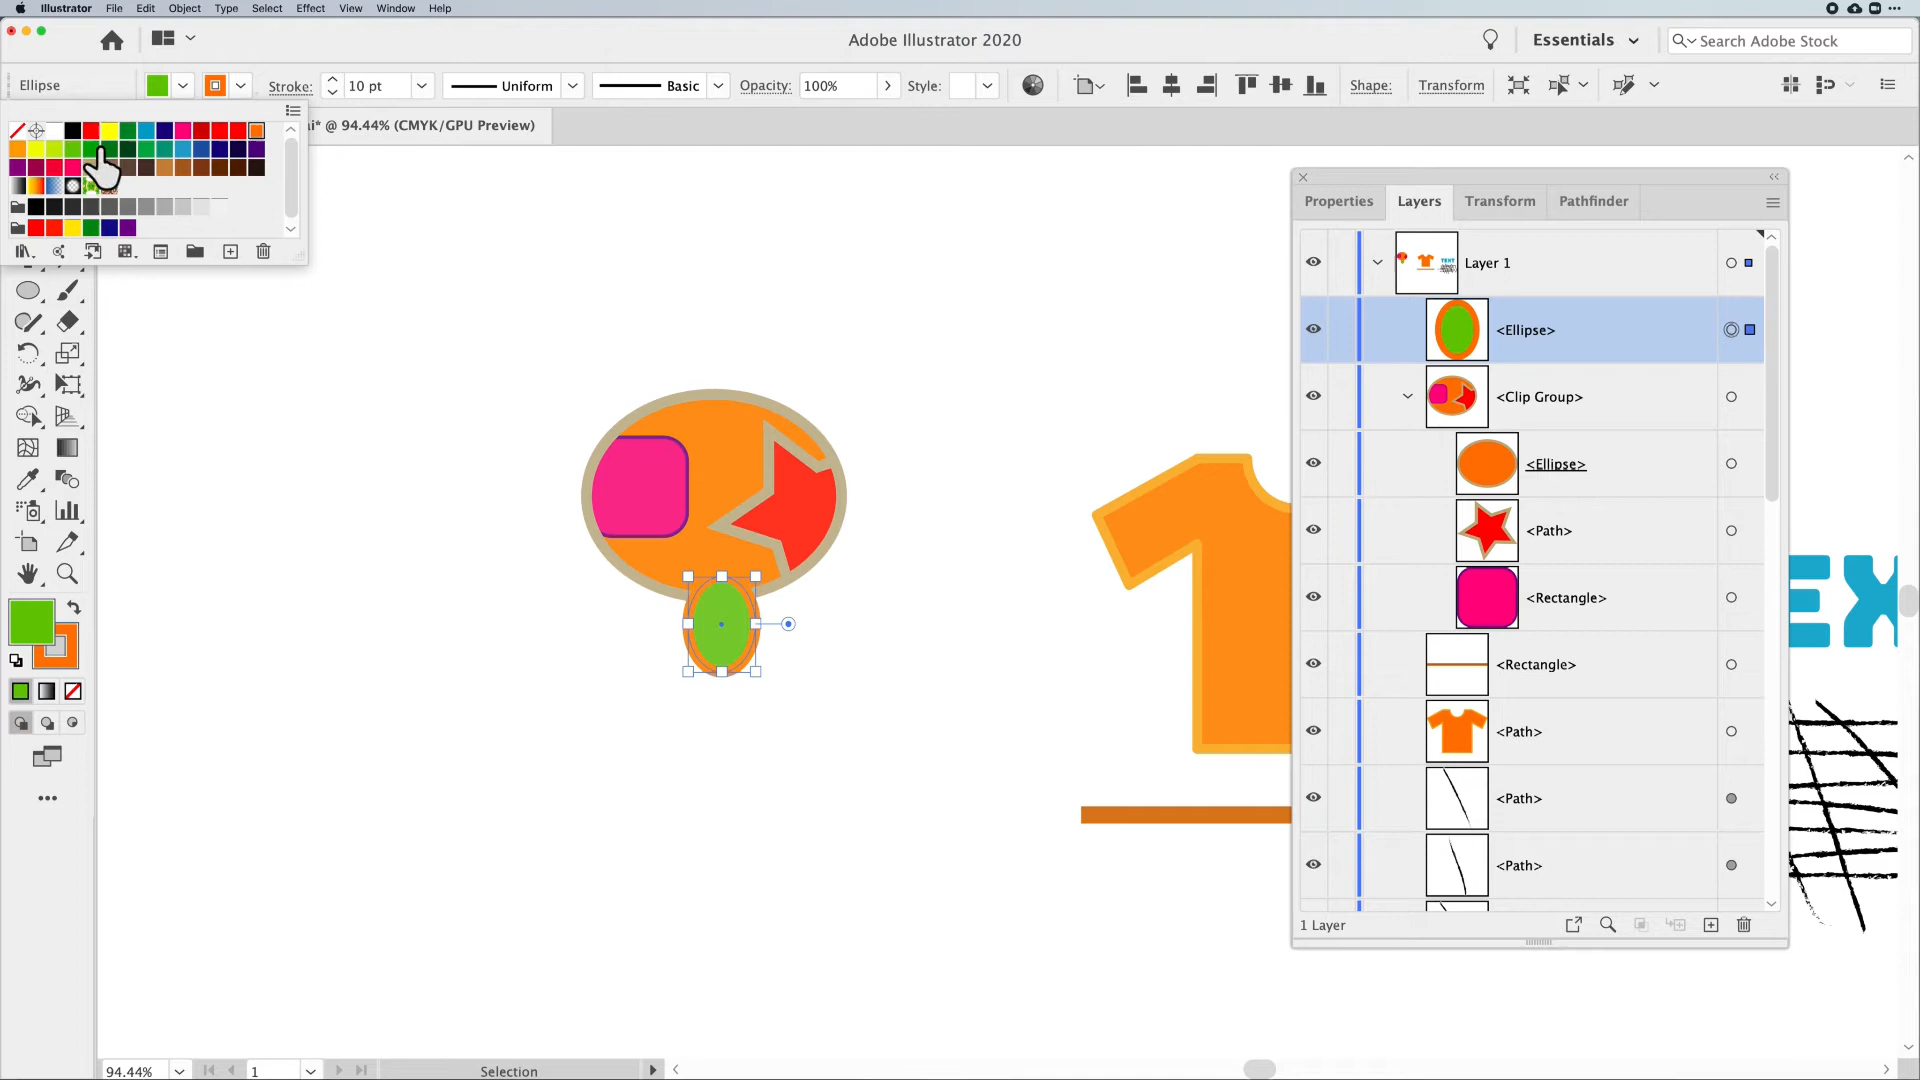 Illustrator File Edit Object Type Select Effect View Window Help
Adobe Illustrator 2020
Essentials
Search Adobe Stock
Ellipse
Stroke: 10 pt
Uniform
Basic
Opacity: 100%
Style:
Shape:
Transform
i* @ 94.44% (CMYK/GPU Preview)
Properties Layers Transform Pathfinder
Layer 1
<Ellipse>
<Clip Group>
<Ellipse>
<Path>
<Rectangle>
<Rectangle>
<Path>
<Path>
<Path>
1 Layer
EX
94.44%
1
Selection